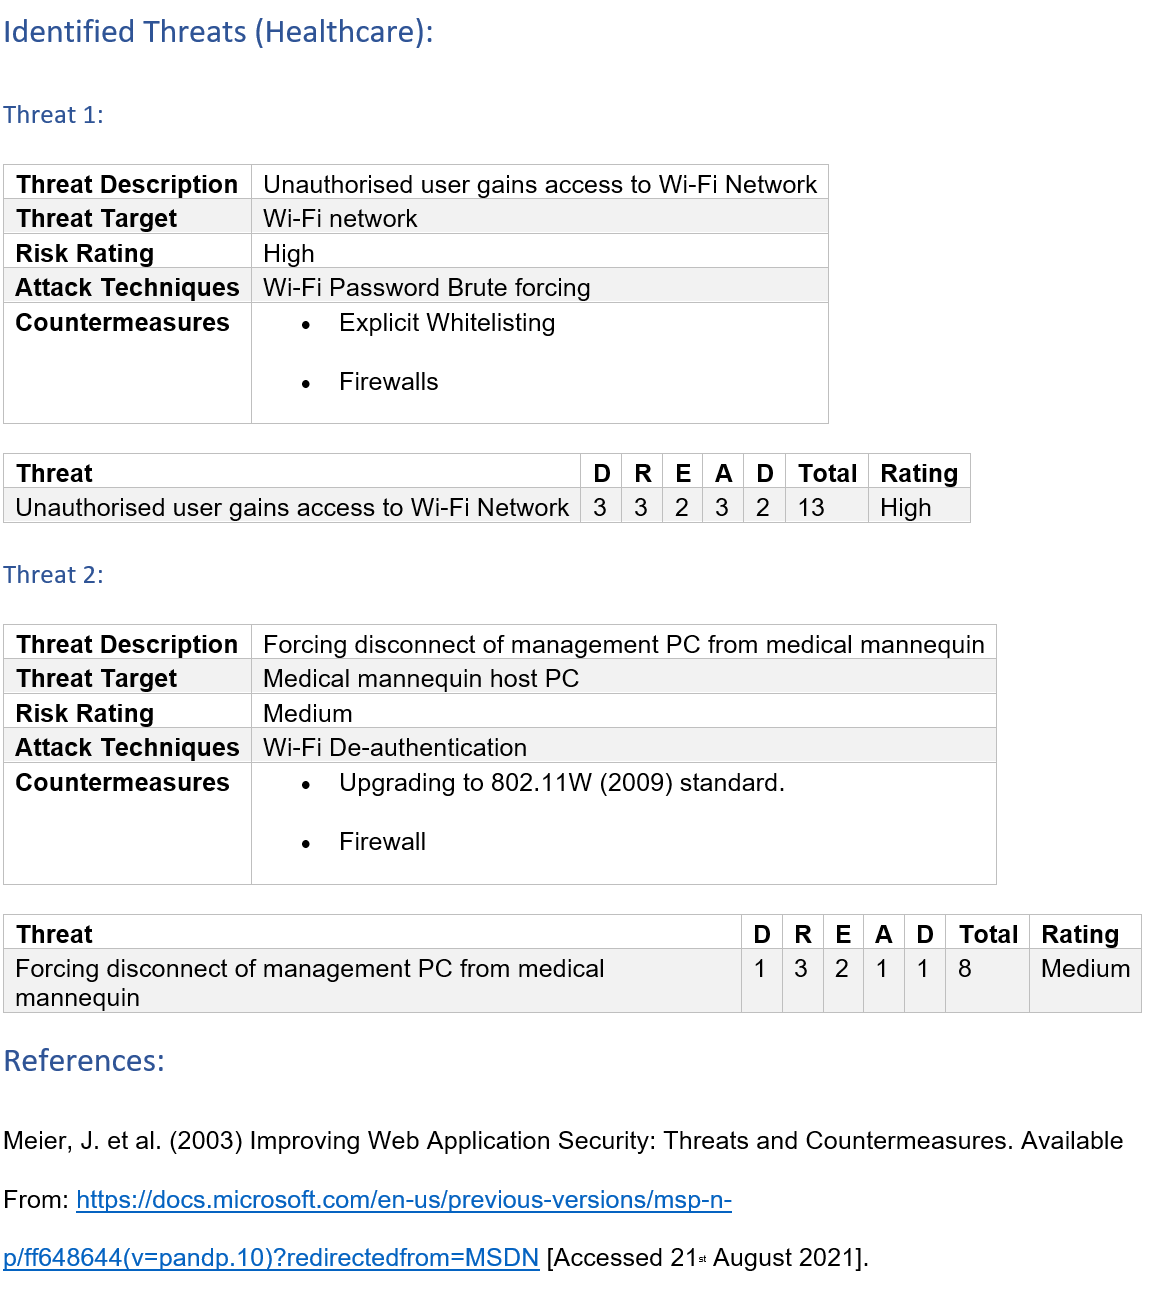 Identified Threats (Healthcare):
Threat 1:
Threat Description Unauthorised user gains access to Wi-Fi Network
Threat Target Wi-Fi network
Risk Rating High
Attack Techniques Wi-Fi Password Brute forcing
Countermeasures • Explicit Whitelisting
• Firewalls
Threat D R E A D Total Rating
Unauthorised user gains access to Wi-Fi Network 3 3 2 3 2 13 High
Threat 2:
Threat Description Forcing disconnect of management PC from medical mannequin
Threat Target Medical mannequin host PC
Risk Rating Medium
Attack Techniques Wi-Fi De-authentication
Countermeasures • Upgrading to 802.11W (2009) standard.
• Firewall
Threat D R E A D Total Rating
Forcing disconnect of management PC from medical 1 3 2 1 1 8 Medium
mannequin
References:
Meier, J. et al. (2003) Improving Web Application Security: Threats and Countermeasures. Available
From: https://docs.microsoft.com/en-us/previous-versions/msp-n-
p/ff648644(v=pandp.10)?redirectedfrom=MSDN [Accessed 21st August 2021].